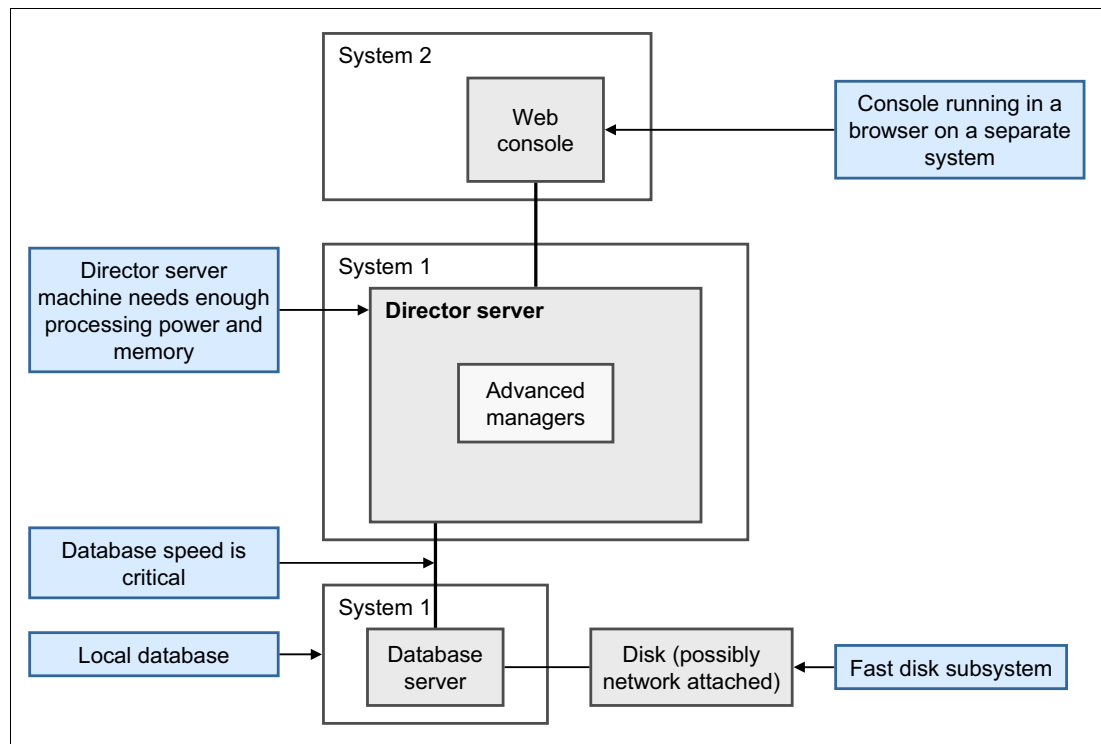 System 2
Web
console
Console running in a
browser on a separate
system
System 1
Director server
machine needs enough
processing power and
memory
Director server
Advanced
managers
Database speed is
critical
System 1
Local database
Database
server
Disk (possibly
network attached)
Fast disk subsystem